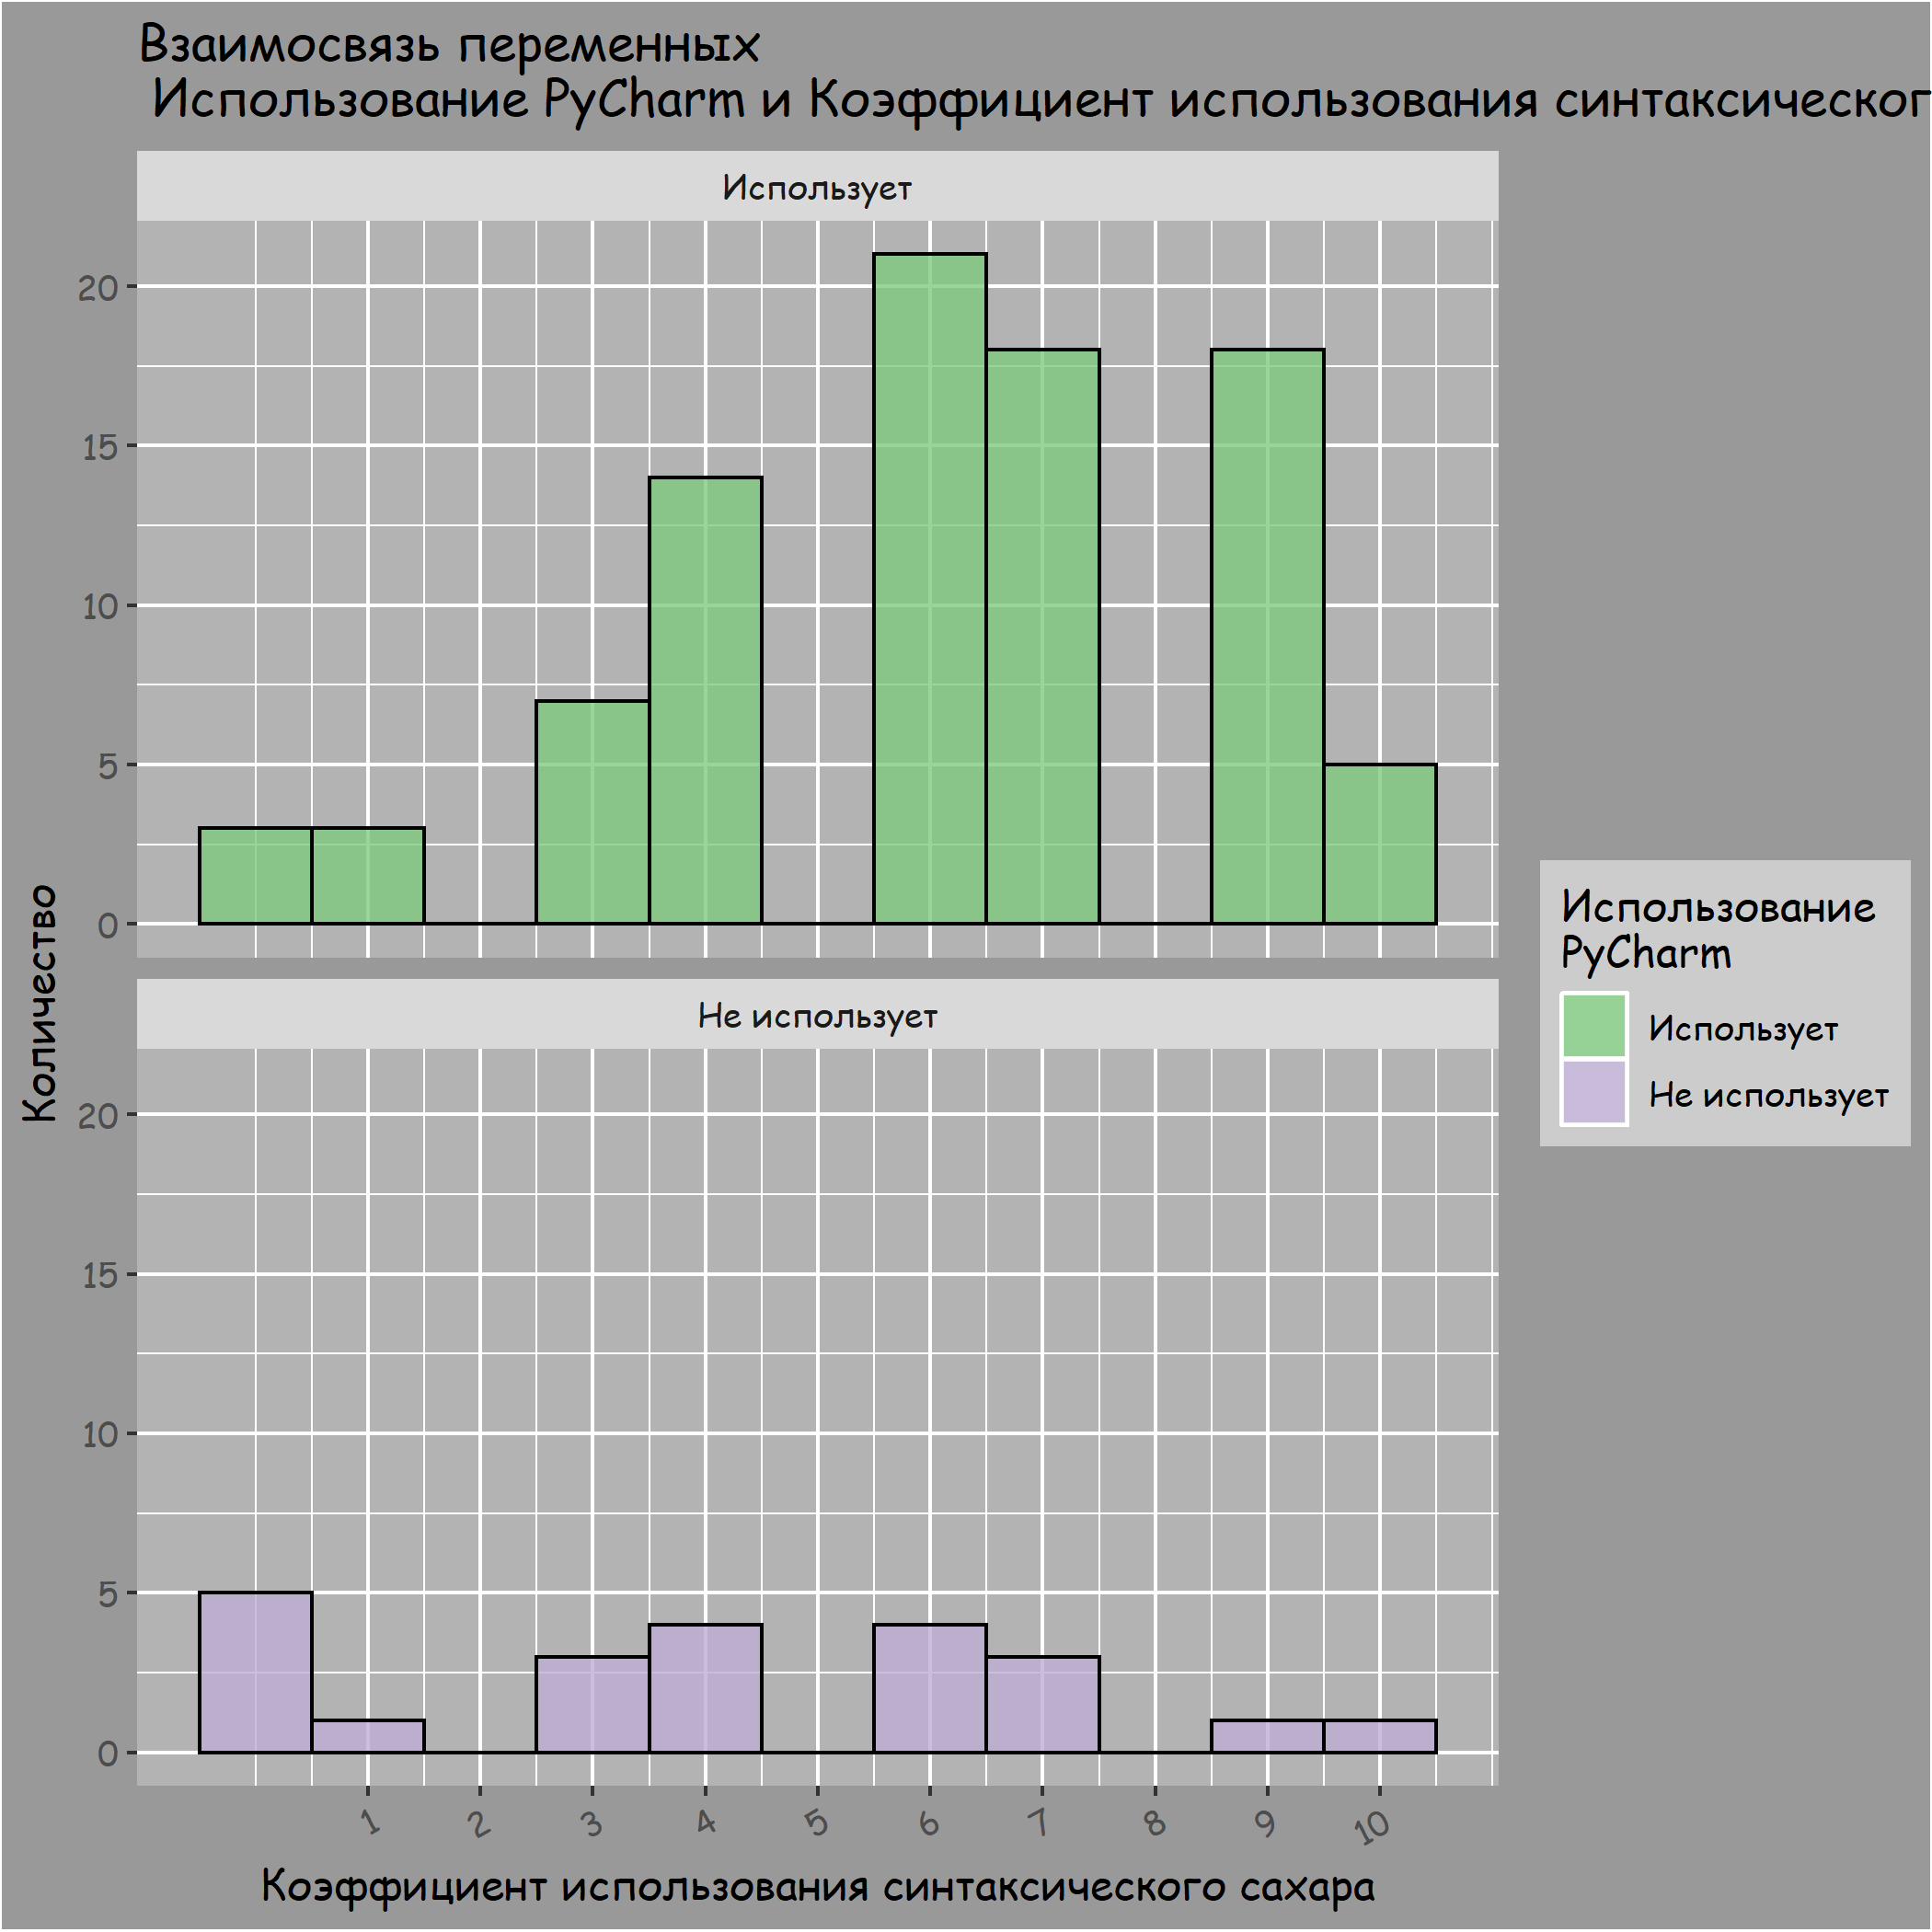 Взаимосвязь переменных
Использование PyCharm и Коэффициент использования синтаксическог
Использует
20
15
10
5
0
Количество
Не использует
20
15
10
5
0
1 2 3 4 5 6 7 8 9 10
Коэффициент использования синтаксического сахара
Использование
PyCharm
Использует
Не использует